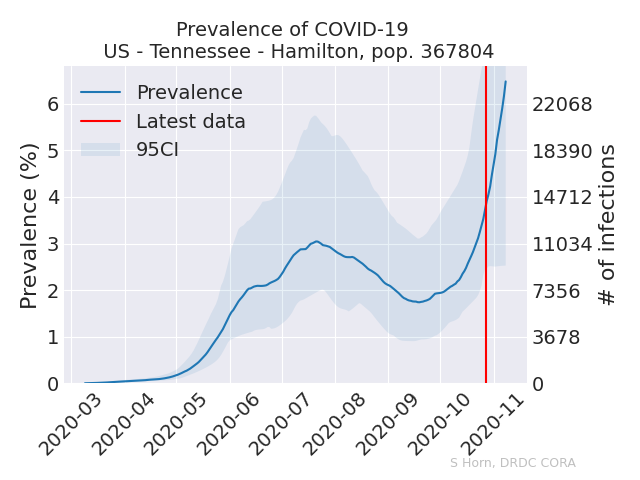 Prevalence of COVID-19
US - Tennessee - Hamilton, pop. 367804
Prevalence
Latest data
95CI
Prevalence (%)
6
5
4
3
2
1
0
22068
18390
14712
11034
7356
3678
0
# of infections
2020-03
2020-04
2020-05
2020-06
2020-07
2020-08
2020-09
2020-10
2020-11
S Horn, DRDC CORA